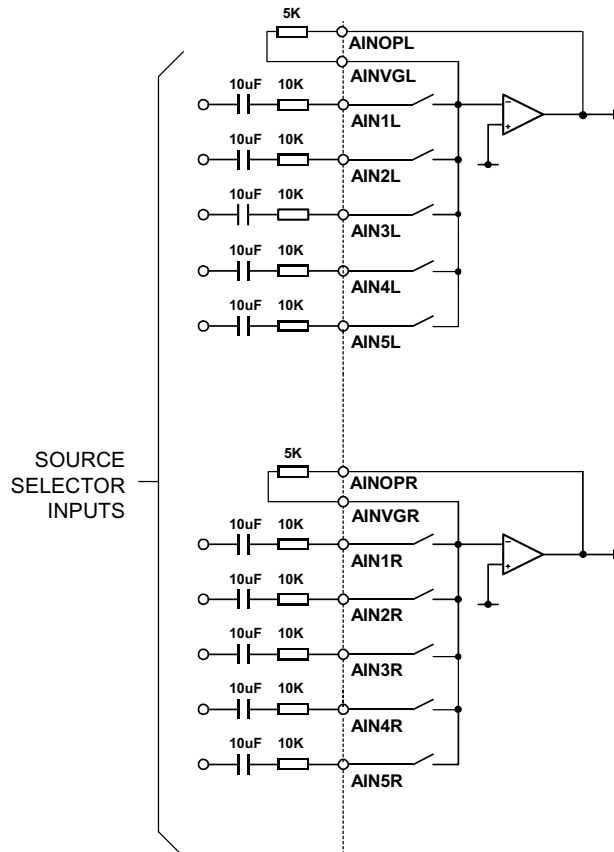 5K
AINOPL
AINVGL
10uF 10K
AIN1L
10uF 10K
AIN2L
10uF 10K
AIN3L
10uF 10K
AIN4L
10uF 10K
AIN5L
SOURCE
SELECTOR
INPUTS
5K
AINOPR
AINVGR
10uF 10K
AIN1R
10uF 10K
AIN2R
10uF 10K
AIN3R
10uF 10K
AIN4R
10uF 10K
AIN5R